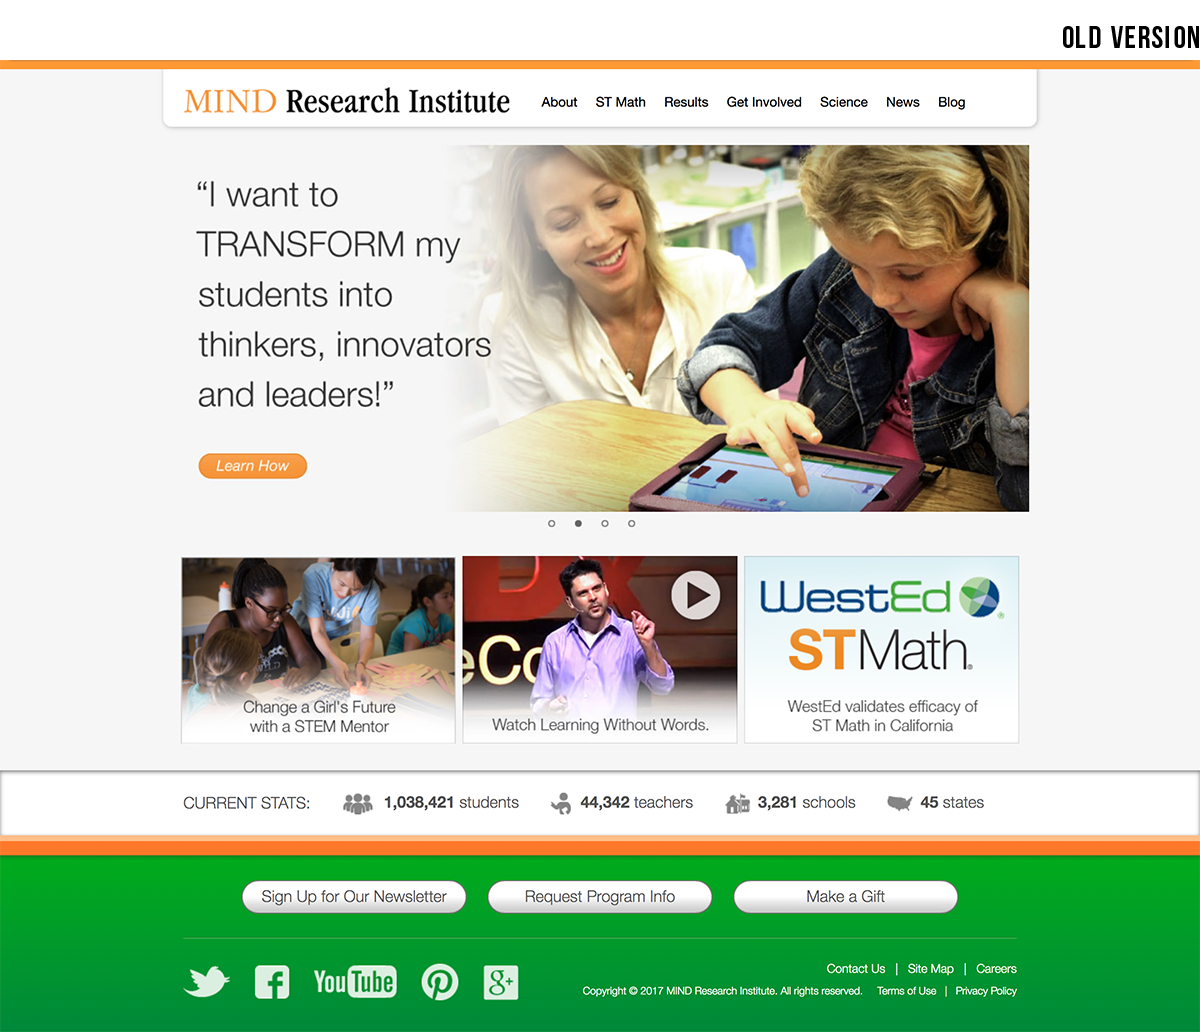 OLD VERSION
MIND Research Institute
About ST Math Results Get Involved Science News Blog
“I want to
TRANSFORM my
students into
thinkers, innovators
and leaders!”
Learn How
Change a Girl's Future
with a STEM Mentor
eCo
Watch Learning Without Words.
WestEd®
ST Math®
WestEd validates efficacy of
ST Math in California
CURRENT STATS: 1,038,421 students 44,342 teachers 3,281 schools 45 states
Sign Up for Our Newsletter Request Program Info Make a Gift
YouTube g+
Contact Us | Site Map | Careers
Copyright © 2017 MIND Research Institute. All rights reserved. Terms of Use | Privacy Policy